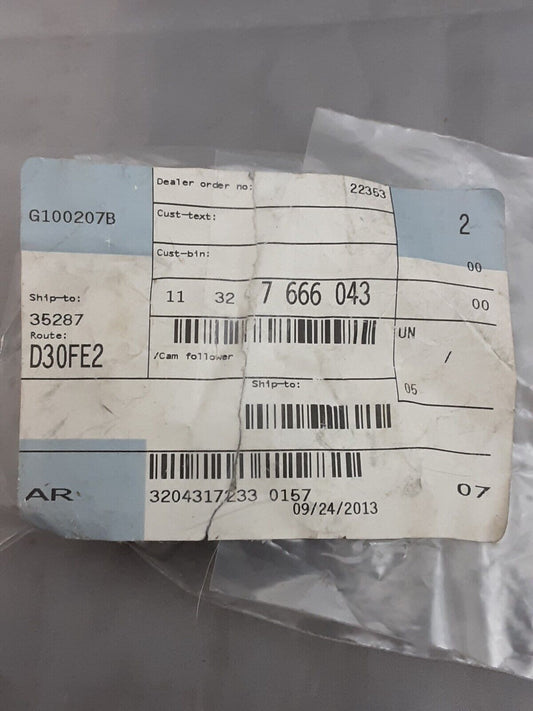 G100207B
Dealer order no: 22353
Cust-text:
Cust-bin:
2
00
Ship-to:
35287
Route:
D30FE2
11 32 7 666 043
00
/Cam follower
UN
/
05
Ship-to:
AR
3204317233 0157
09/24/2013
07